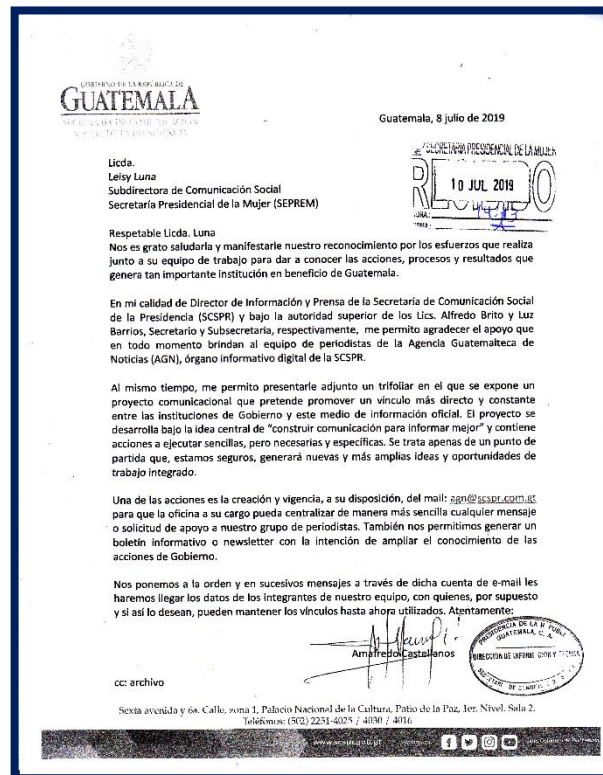 GOBIERNO DE LA REPÚBLICA DE
GUATEMALA
Guatemala, 8 julio de 2019
SECRETARIA PRESIDENCIAL DE LA MUJER
10 JUL 2019
Licda.
Leisy Luna
Subdirectora de Comunicación Social
Secretaría Presidencial de la Mujer (SEPREM)
Respetable Licda. Luna
Nos es grato saludarla y manifestarle nuestro reconocimiento por los esfuerzos que realiza
junto a su equipo de trabajo para dar a conocer las acciones, procesos y resultados que
genera tan importante institución en beneficio de Guatemala.
En mi calidad de Director de Información y Prensa de la Secretaría de Comunicación Social
de la Presidencia (SCSPR) y bajo la autoridad superior de los Lics. Alfredo Brito y Luz
Barrios, Secretario y Subsecretaria, respectivamente, me permito agradecer el apoyo que
en todo momento brindan al equipo de periodistas de la Agencia Guatemalteca de
Noticias (AGN), órgano informativo digital de la SCSPR.
Al mismo tiempo, me permito presentarle adjunto un trifoliar en el que se expone un
proyecto comunicacional que pretende promover un vínculo más directo y constante
entre las instituciones de Gobierno y este medio de información oficial. El proyecto se
desarrolla bajo la idea central de "construir comunicación para informar mejor" y contiene
acciones a ejecutar sencillas, pero necesarias y específicas. Se trata apenas de un punto de
partida que, estamos seguros, generará nuevas y más amplias ideas y oportunidades de
trabajo integrado.
Una de las acciones es la creación y vigencia, a su disposición, del mail: agn@scspr.com.gt
para que la oficina a su cargo pueda centralizar de manera más sencilla cualquier mensaje
o solicitud de apoyo a nuestro grupo de periodistas. También nos permitimos generar un
boletín informativo o newsletter con la intención de ampliar el conocimiento de las
acciones de Gobierno.
Nos ponemos a la orden y en sucesivos mensajes a través de dicha cuenta de e-mail les
haremos llegar los datos de los integrantes de nuestro equipo, con quienes, por supuesto
y si así lo desean, pueden mantener los vínculos hasta ahora utilizados. Atentamente:
Amafredo Castellanos
GUATEMALA, C. A.
cc: archivo
Sexta avenida y 6a. Calle, zona 1, Palacio Nacional de la Cultura, Patio de la Paz, 1er. Nivel, Sala 2.
Teléfonos: (502) 2251-4025 / 4030 / 4016